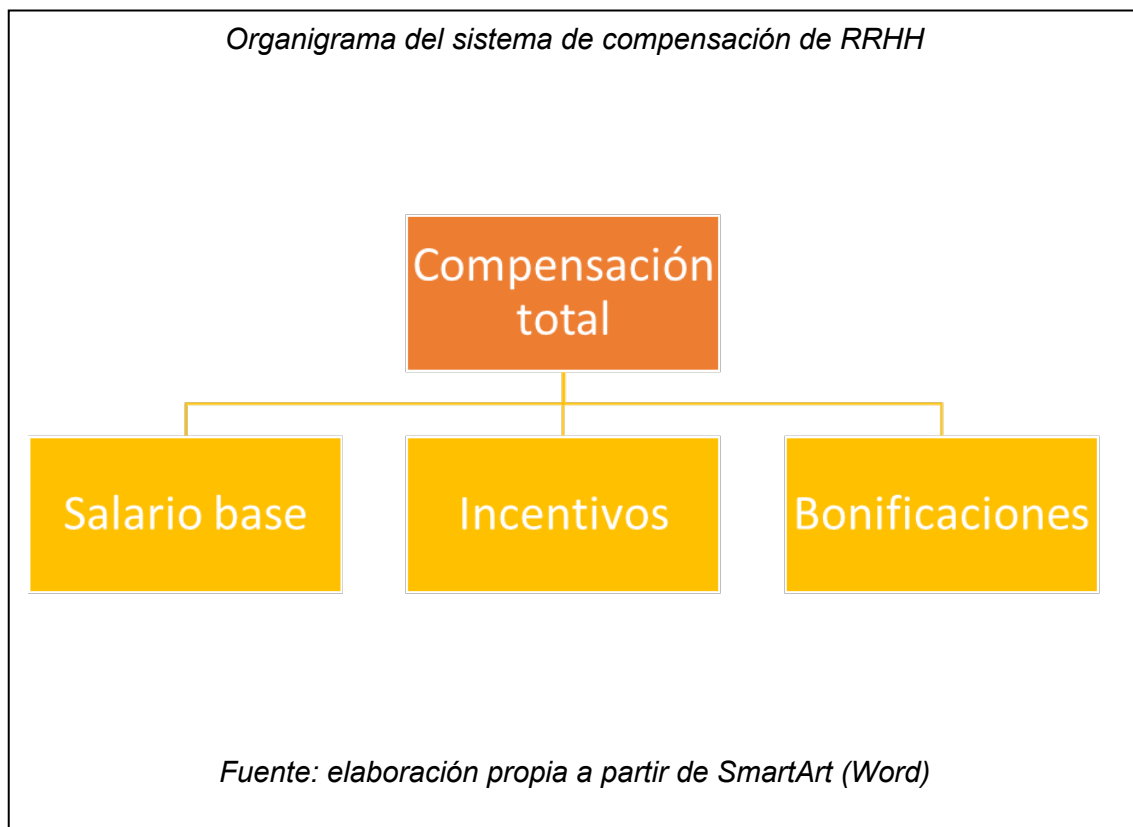 Organigrama del sistema de compensación de RRHH
Compensación
total
Salario base
Incentivos
Bonificaciones
Fuente: elaboración propia a partir de SmartArt (Word)